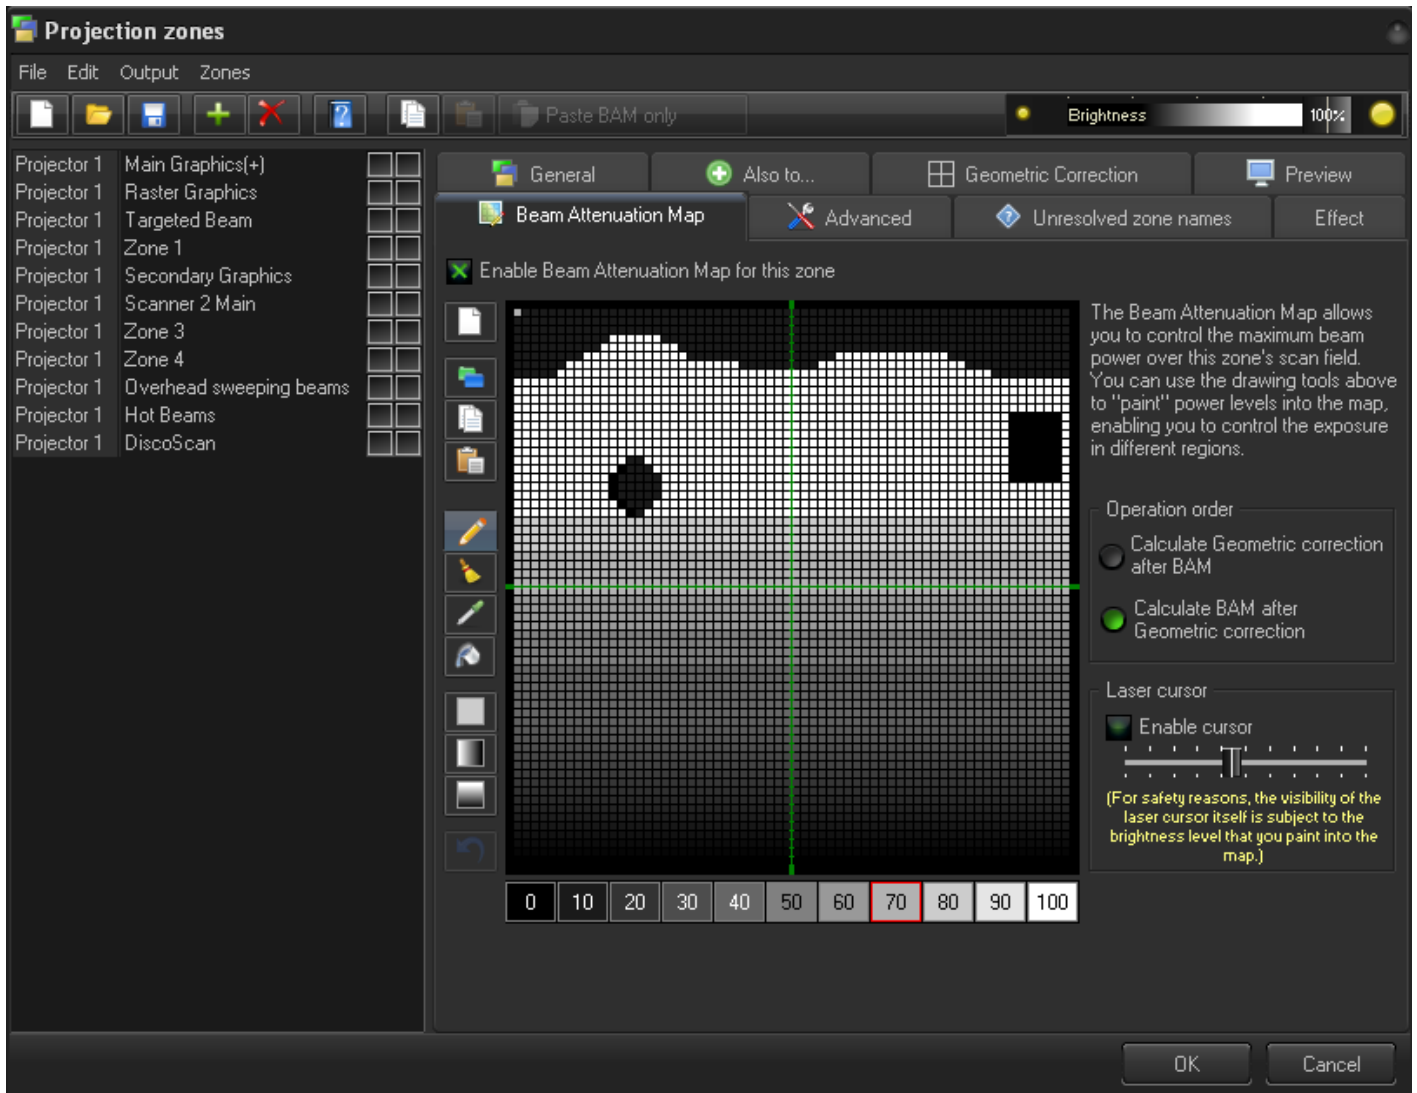 Projection zones
File Edit Output Zones
Paste BAM only
Brightness 100%
Projector 1 Main Graphics(+)
Projector 1 Raster Graphics
Projector 1 Targeted Beam
Projector 1 Zone 1
Projector 1 Secondary Graphics
Projector 1 Scanner 2 Main
Projector 1 Zone 3
Projector 1 Zone 4
Projector 1 Overhead sweeping beams
Projector 1 Hot Beams
Projector 1 DiscoScan
General Also to... Geometric Correction Preview
Beam Attenuation Map Advanced Unresolved zone names Effect
Enable Beam Attenuation Map for this zone
The Beam Attenuation Map allows
you to control the maximum beam
power over this zone's scan field.
You can use the drawing tools above
to "paint" power levels into the map,
enabling you to control the exposure
in different regions.
Operation order
Calculate Geometric correction
after BAM
Calculate BAM after
Geometric correction
Laser cursor
Enable cursor
(For safety reasons, the visibility of the
laser cursor itself is subject to the
brightness level that you paint into the
map.)
0 10 20 30 40 50 60 70 80 90 100
OK Cancel